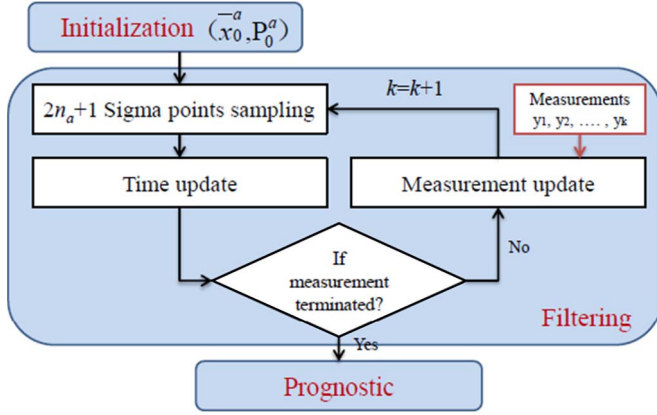 Initialization (x̄₀ᵃ,P₀ᵃ)
k=k+1
2nₐ+1 Sigma points sampling
Measurements
y₁, y₂, .... , yₖ
Time update
Measurement update
If
measurement
terminated?
No
Filtering
Yes
Prognostic